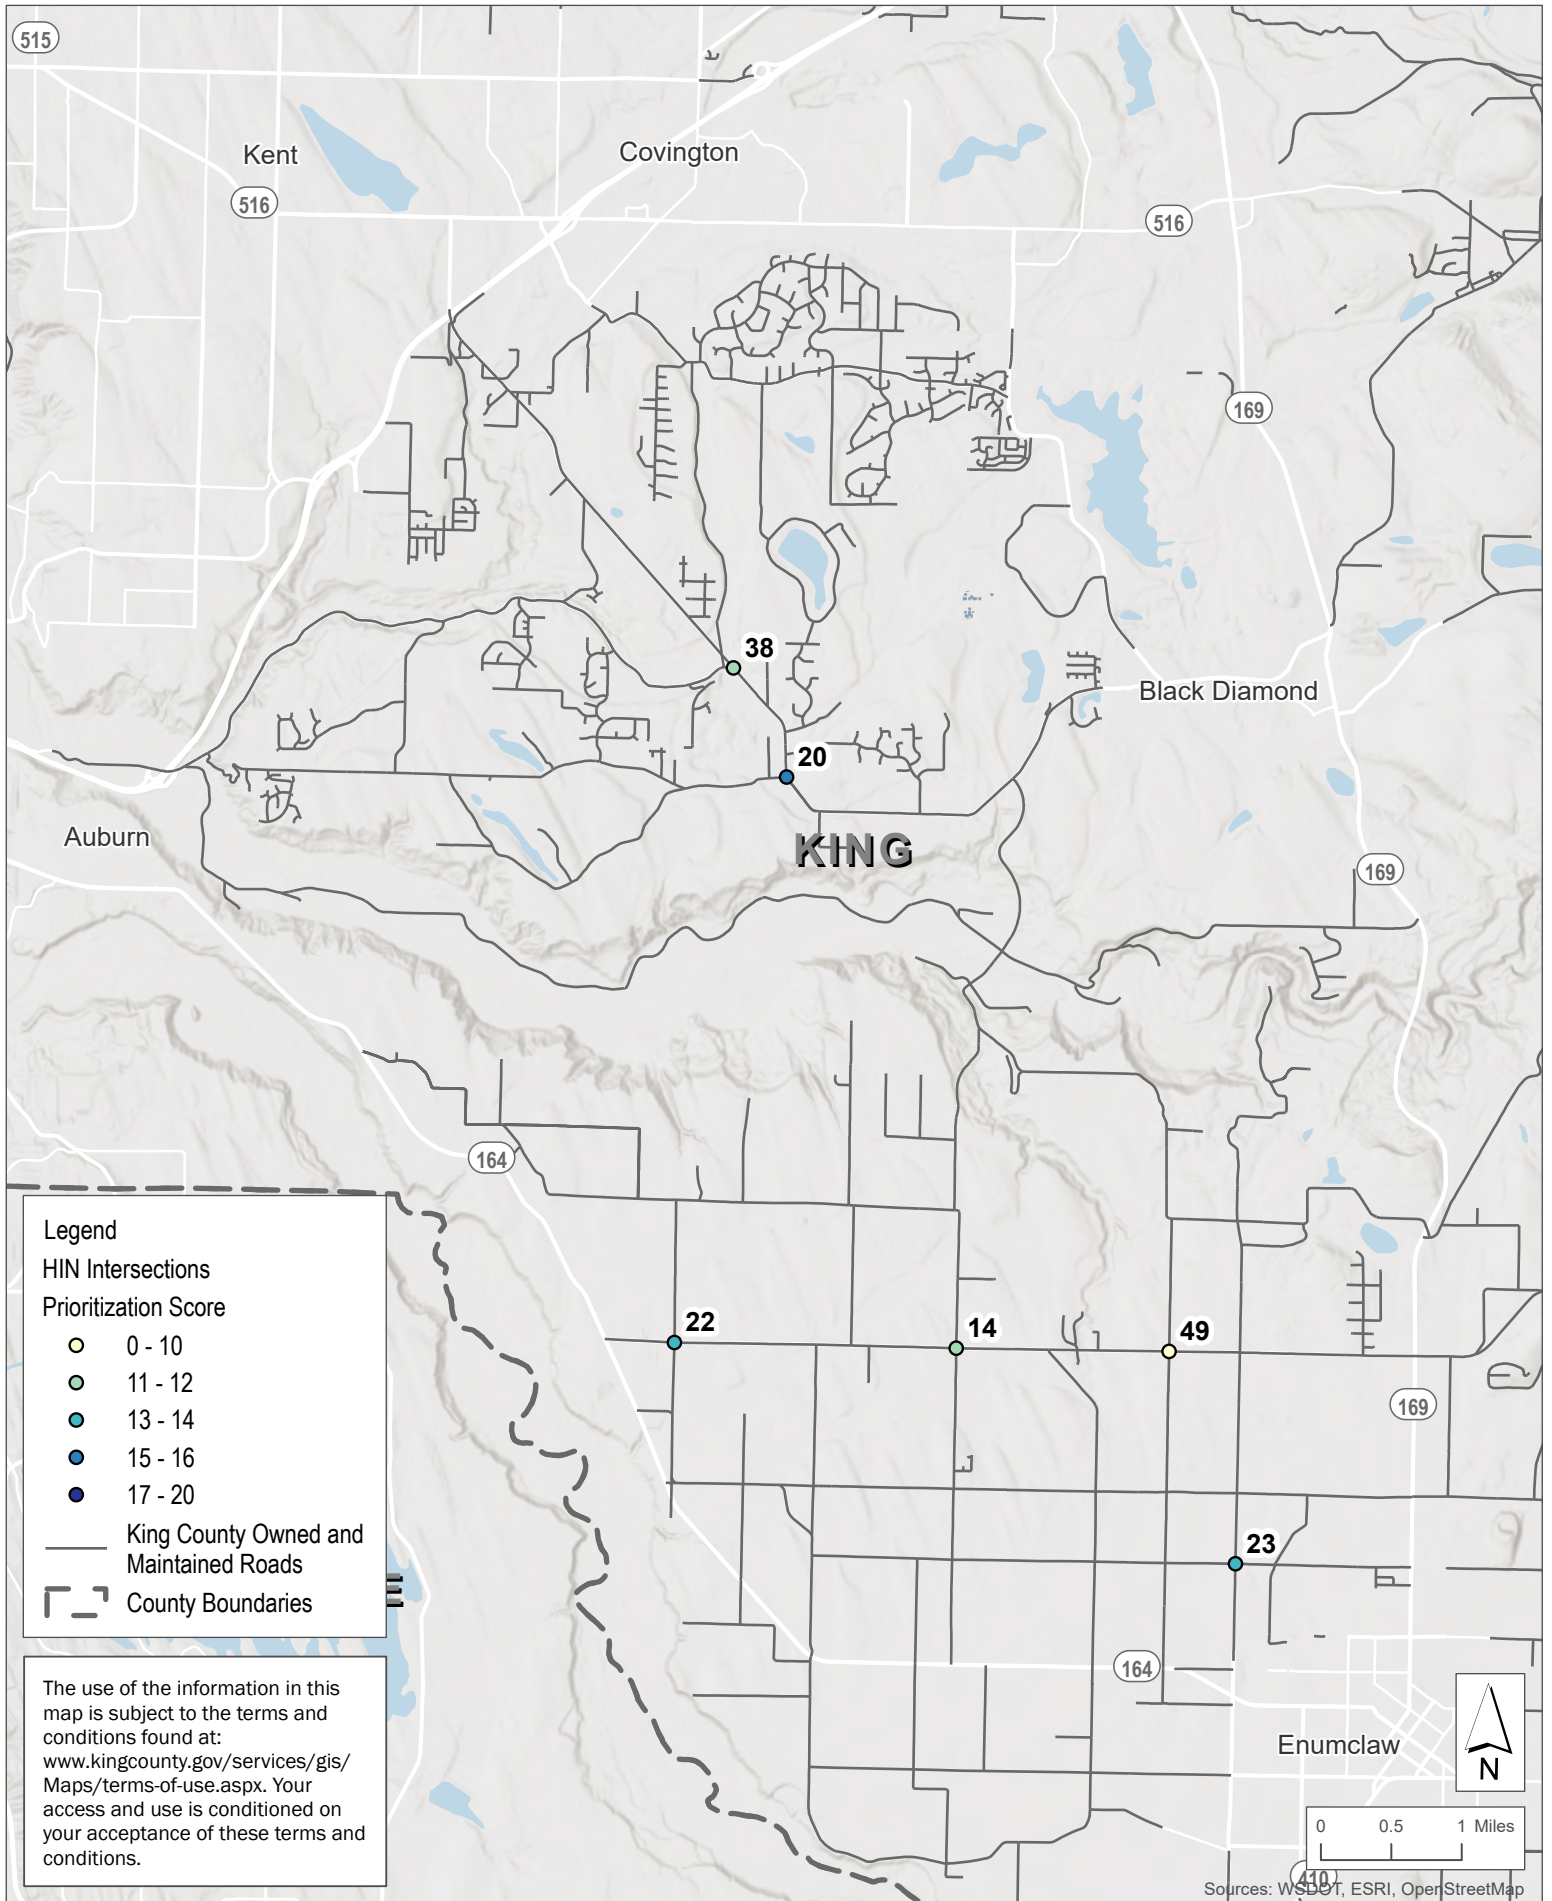 515
Kent
Covington
516
516
169
38
Black Diamond
20
KING
Auburn
169
164
22
14
49
169
23
164
Enumclaw
410
Legend
HIN Intersections
Prioritization Score
0 - 10
11 - 12
13 - 14
15 - 16
17 - 20
King County Owned and
Maintained Roads
County Boundaries
The use of the information in this
map is subject to the terms and
conditions found at:
www.kingcounty.gov/services/gis/
Maps/terms-of-use.aspx. Your
access and use is conditioned on
your acceptance of these terms and
conditions.
N
0 0.5 1 Miles
Sources: WSDOT, ESRI, OpenStreetMap